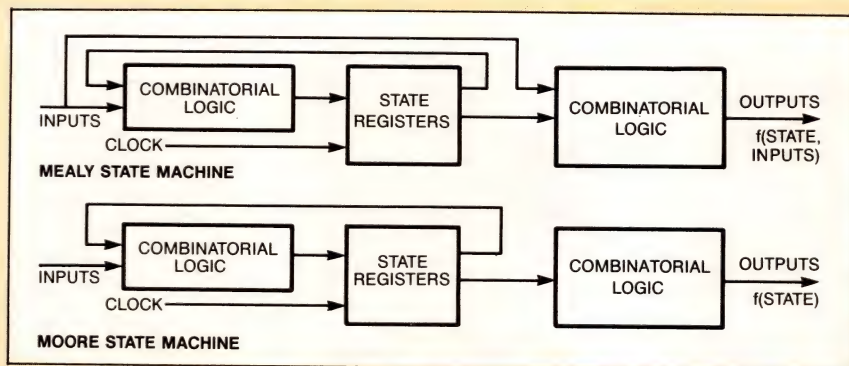 COMBINATORIAL
LOGIC
STATE
REGISTERS
COMBINATORIAL
LOGIC
INPUTS
CLOCK
OUTPUTS
f(STATE,
INPUTS)
MEALY STATE MACHINE
COMBINATORIAL
LOGIC
STATE
REGISTERS
COMBINATORIAL
LOGIC
INPUTS
CLOCK
OUTPUTS
f(STATE)
MOORE STATE MACHINE